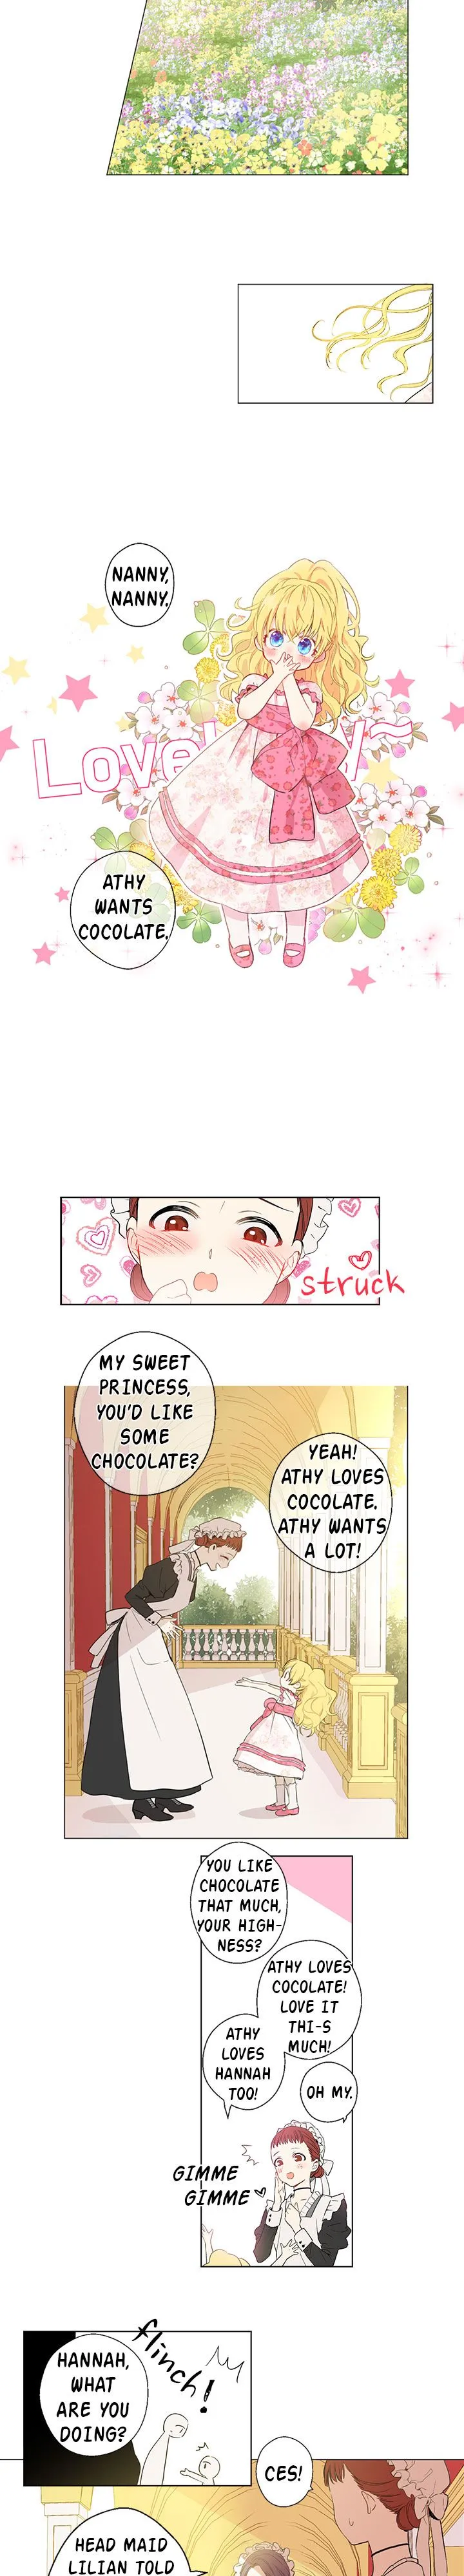 NANNY,
NANNY.
Love
y~
ATHY
WANTS
COCOLATE.
struck
MY SWEET
PRINCESS,
YOU'D LIKE
SOME
CHOCOLATE?
YEAH!
ATHY LOVES
COCOLATE.
ATHY WANTS
A LOT!
YOU LIKE
CHOCOLATE
THAT MUCH,
YOUR HIGH-
NESS?
ATHY LOVES
COCOLATE!
LOVE IT
THI-S
MUCH!
ATHY
LOVES
HANNAH
TOO!
OH MY.
GIMME
GIMME
flinch!
HANNAH,
WHAT
ARE YOU
DOING?
CES!
HEAD MAID
LILIAN TOLD